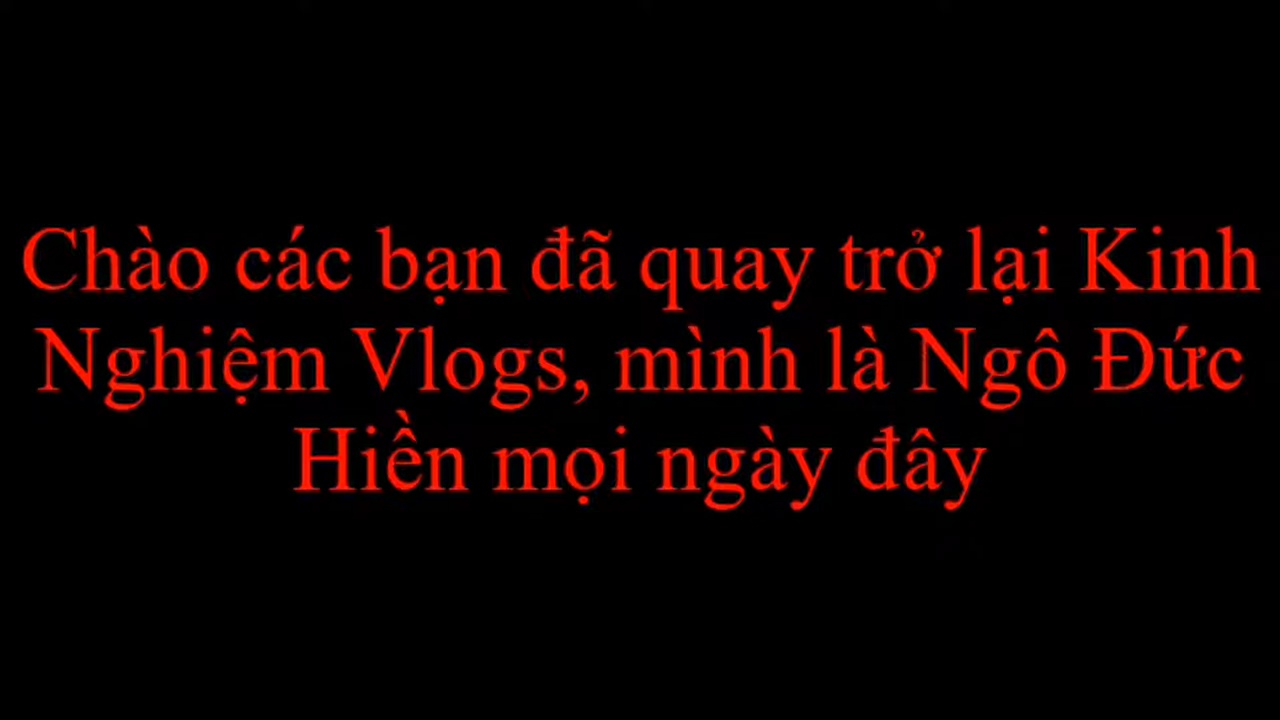 Chào các bạn đã quay trở lại Kinh
Nghiệm Vlogs, mình là Ngô Đức
Hiền mọi ngày đây